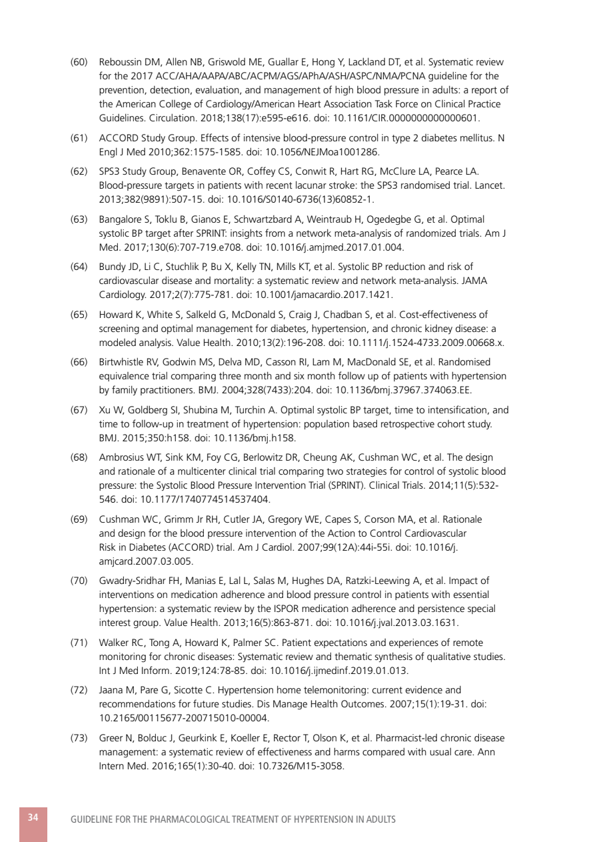 (60) Reboussin DM, Allen NB, Griswold ME, Guallar E, Hong Y, Lackland DT, et al. Systematic review
for the 2017 ACC/AHA/AAPA/ABC/ACPM/AGS/APhA/ASH/ASPC/NMA/PCNA guideline for the
prevention, detection, evaluation, and management of high blood pressure in adults: a report of
the American College of Cardiology/American Heart Association Task Force on Clinical Practice
Guidelines. Circulation. 2018;138(17):e595-e616. doi: 10.1161/CIR.0000000000000601.
(61) ACCORD Study Group. Effects of intensive blood-pressure control in type 2 diabetes mellitus. N
Engl J Med 2010;362:1575-1585. doi: 10.1056/NEJMoa1001286.
(62) SPS3 Study Group, Benavente OR, Coffey CS, Conwit R, Hart RG, McClure LA, Pearce LA.
Blood-pressure targets in patients with recent lacunar stroke: the SPS3 randomised trial. Lancet.
2013;382(9891):507-15. doi: 10.1016/S0140-6736(13)60852-1.
(63) Bangalore S, Toklu B, Gianos E, Schwartzbard A, Weintraub H, Ogedegbe G, et al. Optimal
systolic BP target after SPRINT: insights from a network meta-analysis of randomized trials. Am J
Med. 2017;130(6):707-719.e708. doi: 10.1016/j.amjmed.2017.01.004.
(64) Bundy JD, Li C, Stuchlik P, Bu X, Kelly TN, Mills KT, et al. Systolic BP reduction and risk of
cardiovascular disease and mortality: a systematic review and network meta-analysis. JAMA
Cardiology. 2017;2(7):775-781. doi: 10.1001/jamacardio.2017.1421.
(65) Howard K, White S, Salkeld G, McDonald S, Craig J, Chadban S, et al. Cost-effectiveness of
screening and optimal management for diabetes, hypertension, and chronic kidney disease: a
modeled analysis. Value Health. 2010;13(2):196-208. doi: 10.1111/j.1524-4733.2009.00668.x.
(66) Birtwhistle RV, Godwin MS, Delva MD, Casson RI, Lam M, MacDonald SE, et al. Randomised
equivalence trial comparing three month and six month follow up of patients with hypertension
by family practitioners. BMJ. 2004;328(7433):204. doi: 10.1136/bmj.37967.374063.EE.
(67) Xu W, Goldberg SI, Shubina M, Turchin A. Optimal systolic BP target, time to intensification, and
time to follow-up in treatment of hypertension: population based retrospective cohort study.
BMJ. 2015;350:h158. doi: 10.1136/bmj.h158.
(68) Ambrosius WT, Sink KM, Foy CG, Berlowitz DR, Cheung AK, Cushman WC, et al. The design
and rationale of a multicenter clinical trial comparing two strategies for control of systolic blood
pressure: the Systolic Blood Pressure Intervention Trial (SPRINT). Clinical Trials. 2014;11(5):532-
546. doi: 10.1177/1740774514537404.
(69) Cushman WC, Grimm Jr RH, Cutler JA, Gregory WE, Capes S, Corson MA, et al. Rationale
and design for the blood pressure intervention of the Action to Control Cardiovascular
Risk in Diabetes (ACCORD) trial. Am J Cardiol. 2007;99(12A):44i-55i. doi: 10.1016/j.
amjcard.2007.03.005.
(70) Gwadry-Sridhar FH, Manias E, Lal L, Salas M, Hughes DA, Ratzki-Leewing A, et al. Impact of
interventions on medication adherence and blood pressure control in patients with essential
hypertension: a systematic review by the ISPOR medication adherence and persistence special
interest group. Value Health. 2013;16(5):863-871. doi: 10.1016/j.jval.2013.03.1631.
(71) Walker RC, Tong A, Howard K, Palmer SC. Patient expectations and experiences of remote
monitoring for chronic diseases: Systematic review and thematic synthesis of qualitative studies.
Int J Med Inform. 2019;124:78-85. doi: 10.1016/j.ijmedinf.2019.01.013.
(72) Jaana M, Pare G, Sicotte C. Hypertension home telemonitoring: current evidence and
recommendations for future studies. Dis Manage Health Outcomes. 2007;15(1):19-31. doi:
10.2165/00115677-200715010-00004.
(73) Greer N, Bolduc J, Geurkink E, Koeller E, Rector T, Olson K, et al. Pharmacist-led chronic disease
management: a systematic review of effectiveness and harms compared with usual care. Ann
Intern Med. 2016;165(1):30-40. doi: 10.7326/M15-3058.
34 GUIDELINE FOR THE PHARMACOLOGICAL TREATMENT OF HYPERTENSION IN ADULTS